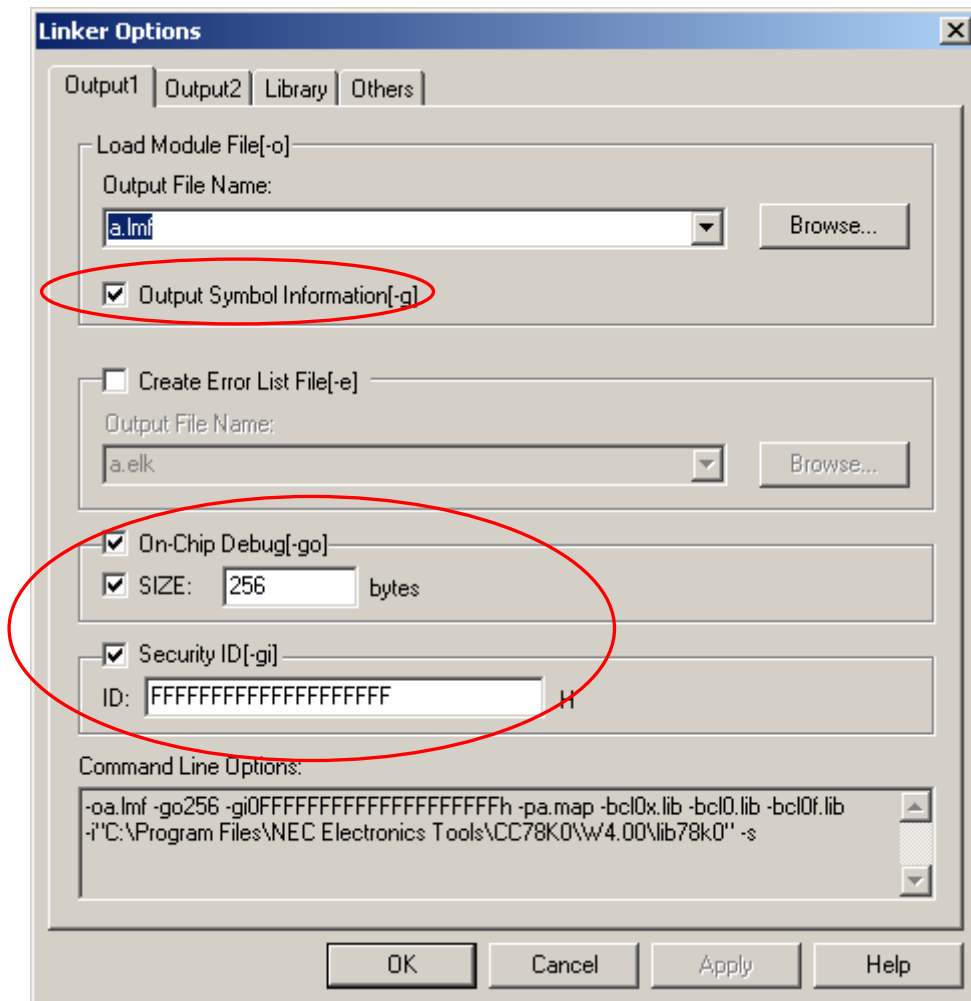 Linker Options
Output1 Output2 Library Others
Load Module File[-o]
Output File Name:
a.lmf Browse...
Output Symbol Information[-g]
Create Error List File[-e]
Output File Name:
a.elk Browse...
On-Chip Debug[-go]
SIZE: 256 bytes
Security ID[-gi]
ID: FFFFFFFFFFFFFFFFFFFF H
Command Line Options:
-oa.lmf -go256 -gi0FFFFFFFFFFFFFFFFFFFFh -pa.map -bcl0x.lib -bcl0.lib -bcl0f.lib
-i"C:\Program Files\NEC Electronics Tools\CC78K0\W4.00\lib78k0" -s
OK Cancel Apply Help